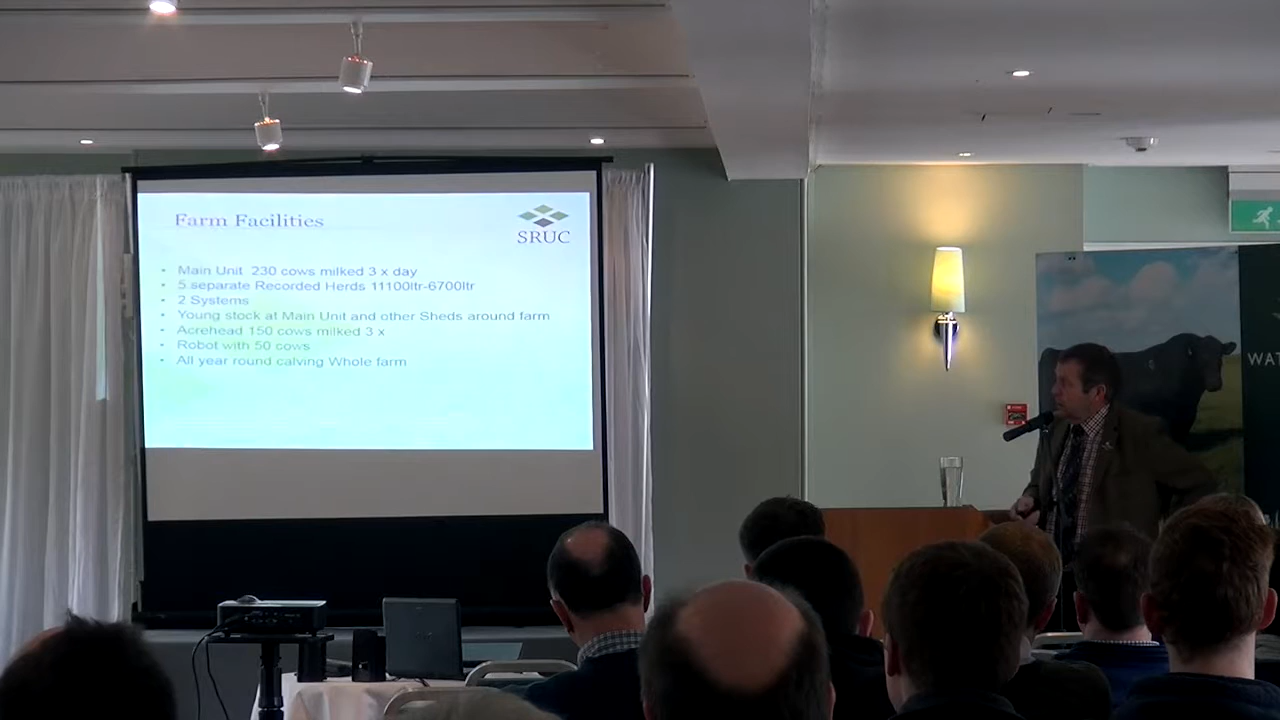 Farm Facilities
SRUC
• Main Unit 230 cows milked 3 x day
• 5 separate Recorded Herds 11100ltr-6700ltr
• 2 Systems
• Young stock at Main Unit and other Sheds around farm
• Acrehead 150 cows milked 3 x
• Robot with 50 cows
• All year round calving Whole farm
WAT